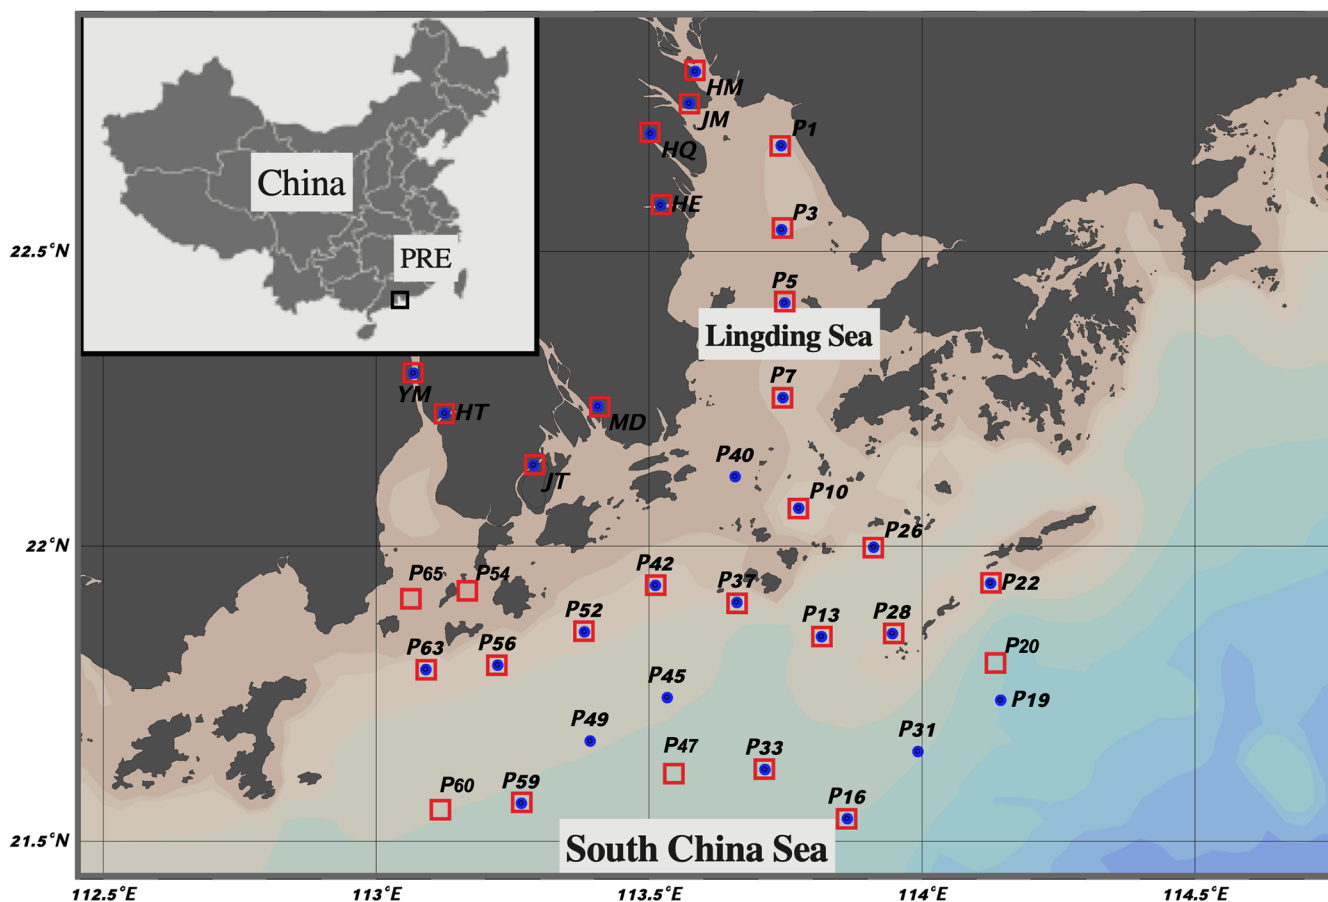 HM
JM
P1
HQ
China
HE
P3
22.5°N
PRE
P5
Lingding Sea
P7
YM
HT
MD
P40
JT
P10
P26
22°N
P42
P65
P54
P37
P22
P52
P13
P28
P63
P56
P20
P45
P19
P49
P31
P47
P33
P60
P59
P16
21.5°N
South China Sea
112.5°E
113°E
113.5°E
114°E
114.5°E